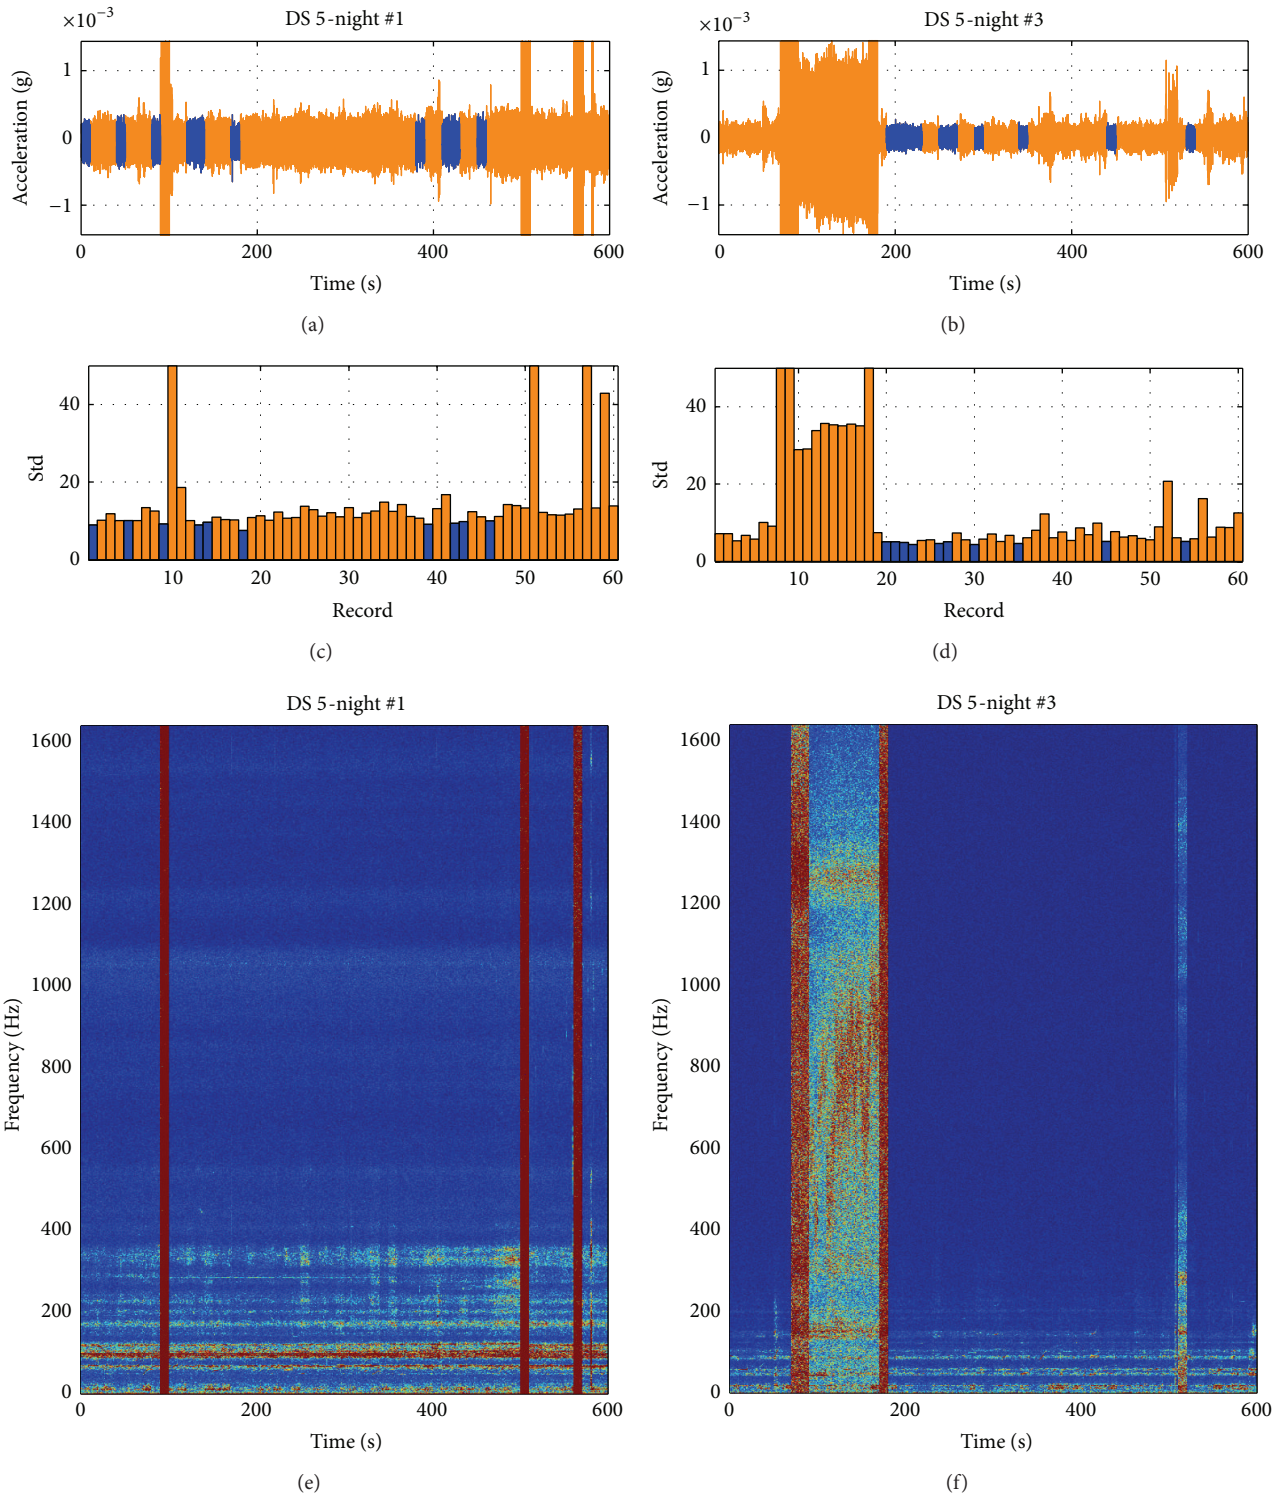 ×10⁻³
DS 5-night #1
Acceleration (g)
1
0
−1
0
200
400
600
Time (s)
(a)
×10⁻³
DS 5-night #3
Acceleration (g)
1
0
−1
0
200
400
600
Time (s)
(b)
Std
40
20
0
10
20
30
40
50
60
Record
(c)
Std
40
20
0
10
20
30
40
50
60
Record
(d)
DS 5-night #1
Frequency (Hz)
1600
1400
1200
1000
800
600
400
200
0
0
200
400
600
Time (s)
(e)
DS 5-night #3
Frequency (Hz)
1600
1400
1200
1000
800
600
400
200
0
0
200
400
600
Time (s)
(f)